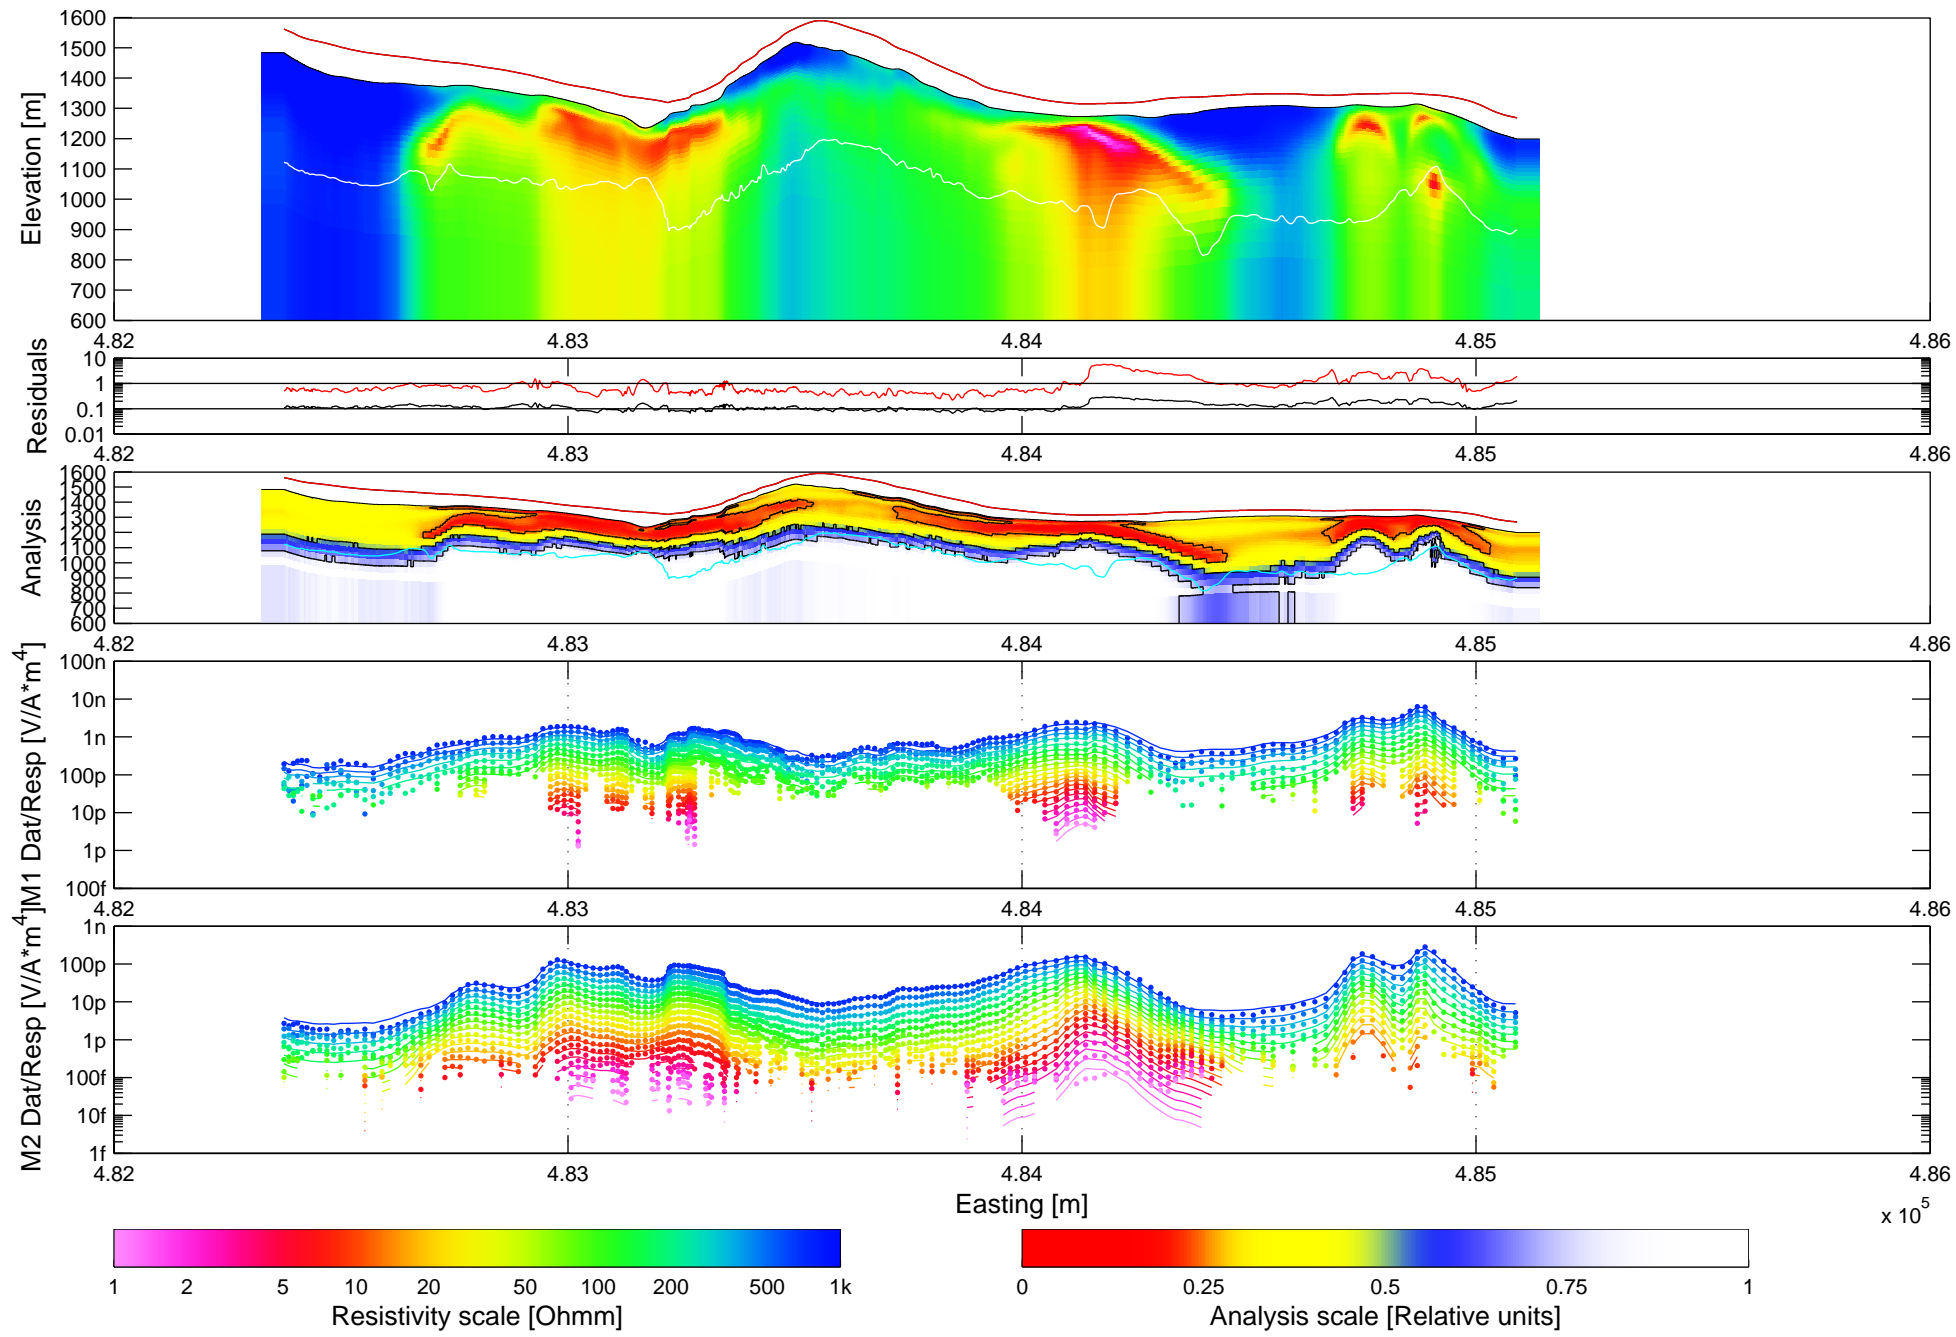 1600
1500
1400
1300
1200
1100
1000
900
800
700
600
Elevation [m]
4.82 4.83 4.84 4.85 4.86
10
1
0.1
0.01
Residuals
4.82 4.83 4.84 4.85 4.86
1600
1500
1400
1300
1200
1100
1000
900
800
700
600
Analysis
4.82 4.83 4.84 4.85 4.86
100n
10n
1n
100p
10p
1p
100f
M1 Dat/Resp [V/A*m^4]
4.82 4.83 4.84 4.85 4.86
1n
100p
10p
1p
100f
10f
1f
M2 Dat/Resp [V/A*m^4]
4.82 4.83 4.84 4.85 4.86
Easting [m]
x 10^5
1 2 5 10 20 50 100 200 500 1k
Resistivity scale [Ohmm]
0 0.25 0.5 0.75 1
Analysis scale [Relative units]